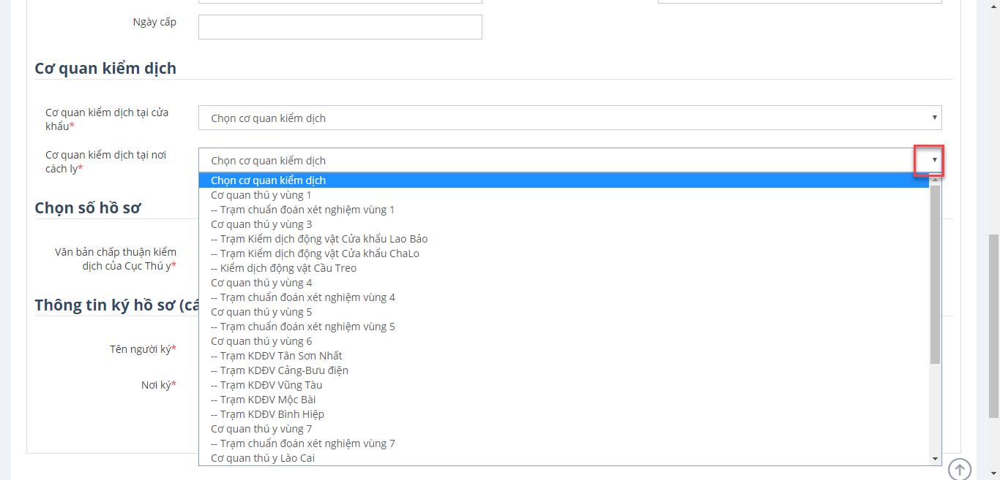 Ngày cấp
Cơ quan kiểm dịch
Cơ quan kiểm dịch tại cửa
khẩu*
Chọn cơ quan kiểm dịch
Cơ quan kiểm dịch tại nơi
cách ly*
Chọn cơ quan kiểm dịch
Chọn cơ quan kiểm dịch
Cơ quan thú y vùng 1
-- Trạm chuẩn đoán xét nghiệm vùng 1
Cơ quan thú y vùng 3
-- Trạm Kiểm dịch động vật Cửa khẩu Lao Bảo
-- Trạm Kiểm dịch động vật Cửa khẩu ChaLo
-- Kiểm dịch động vật Cầu Treo
Cơ quan thú y vùng 4
-- Trạm chuẩn đoán xét nghiệm vùng 4
Cơ quan thú y vùng 5
-- Trạm chuẩn đoán xét nghiệm vùng 5
Cơ quan thú y vùng 6
-- Trạm KDĐV Tân Sơn Nhất
-- Trạm KDĐV Cảng-Bưu điện
-- Trạm KDĐV Vũng Tàu
-- Trạm KDĐV Mộc Bài
-- Trạm KDĐV Bình Hiệp
Cơ quan thú y vùng 7
-- Trạm chuẩn đoán xét nghiệm vùng 7
Cơ quan thú y Lào Cai
Chọn số hồ sơ
Văn bản chấp thuận kiểm
dịch của Cục Thú y*
Thông tin ký hồ sơ (cá
Tên người ký*
Nơi ký*